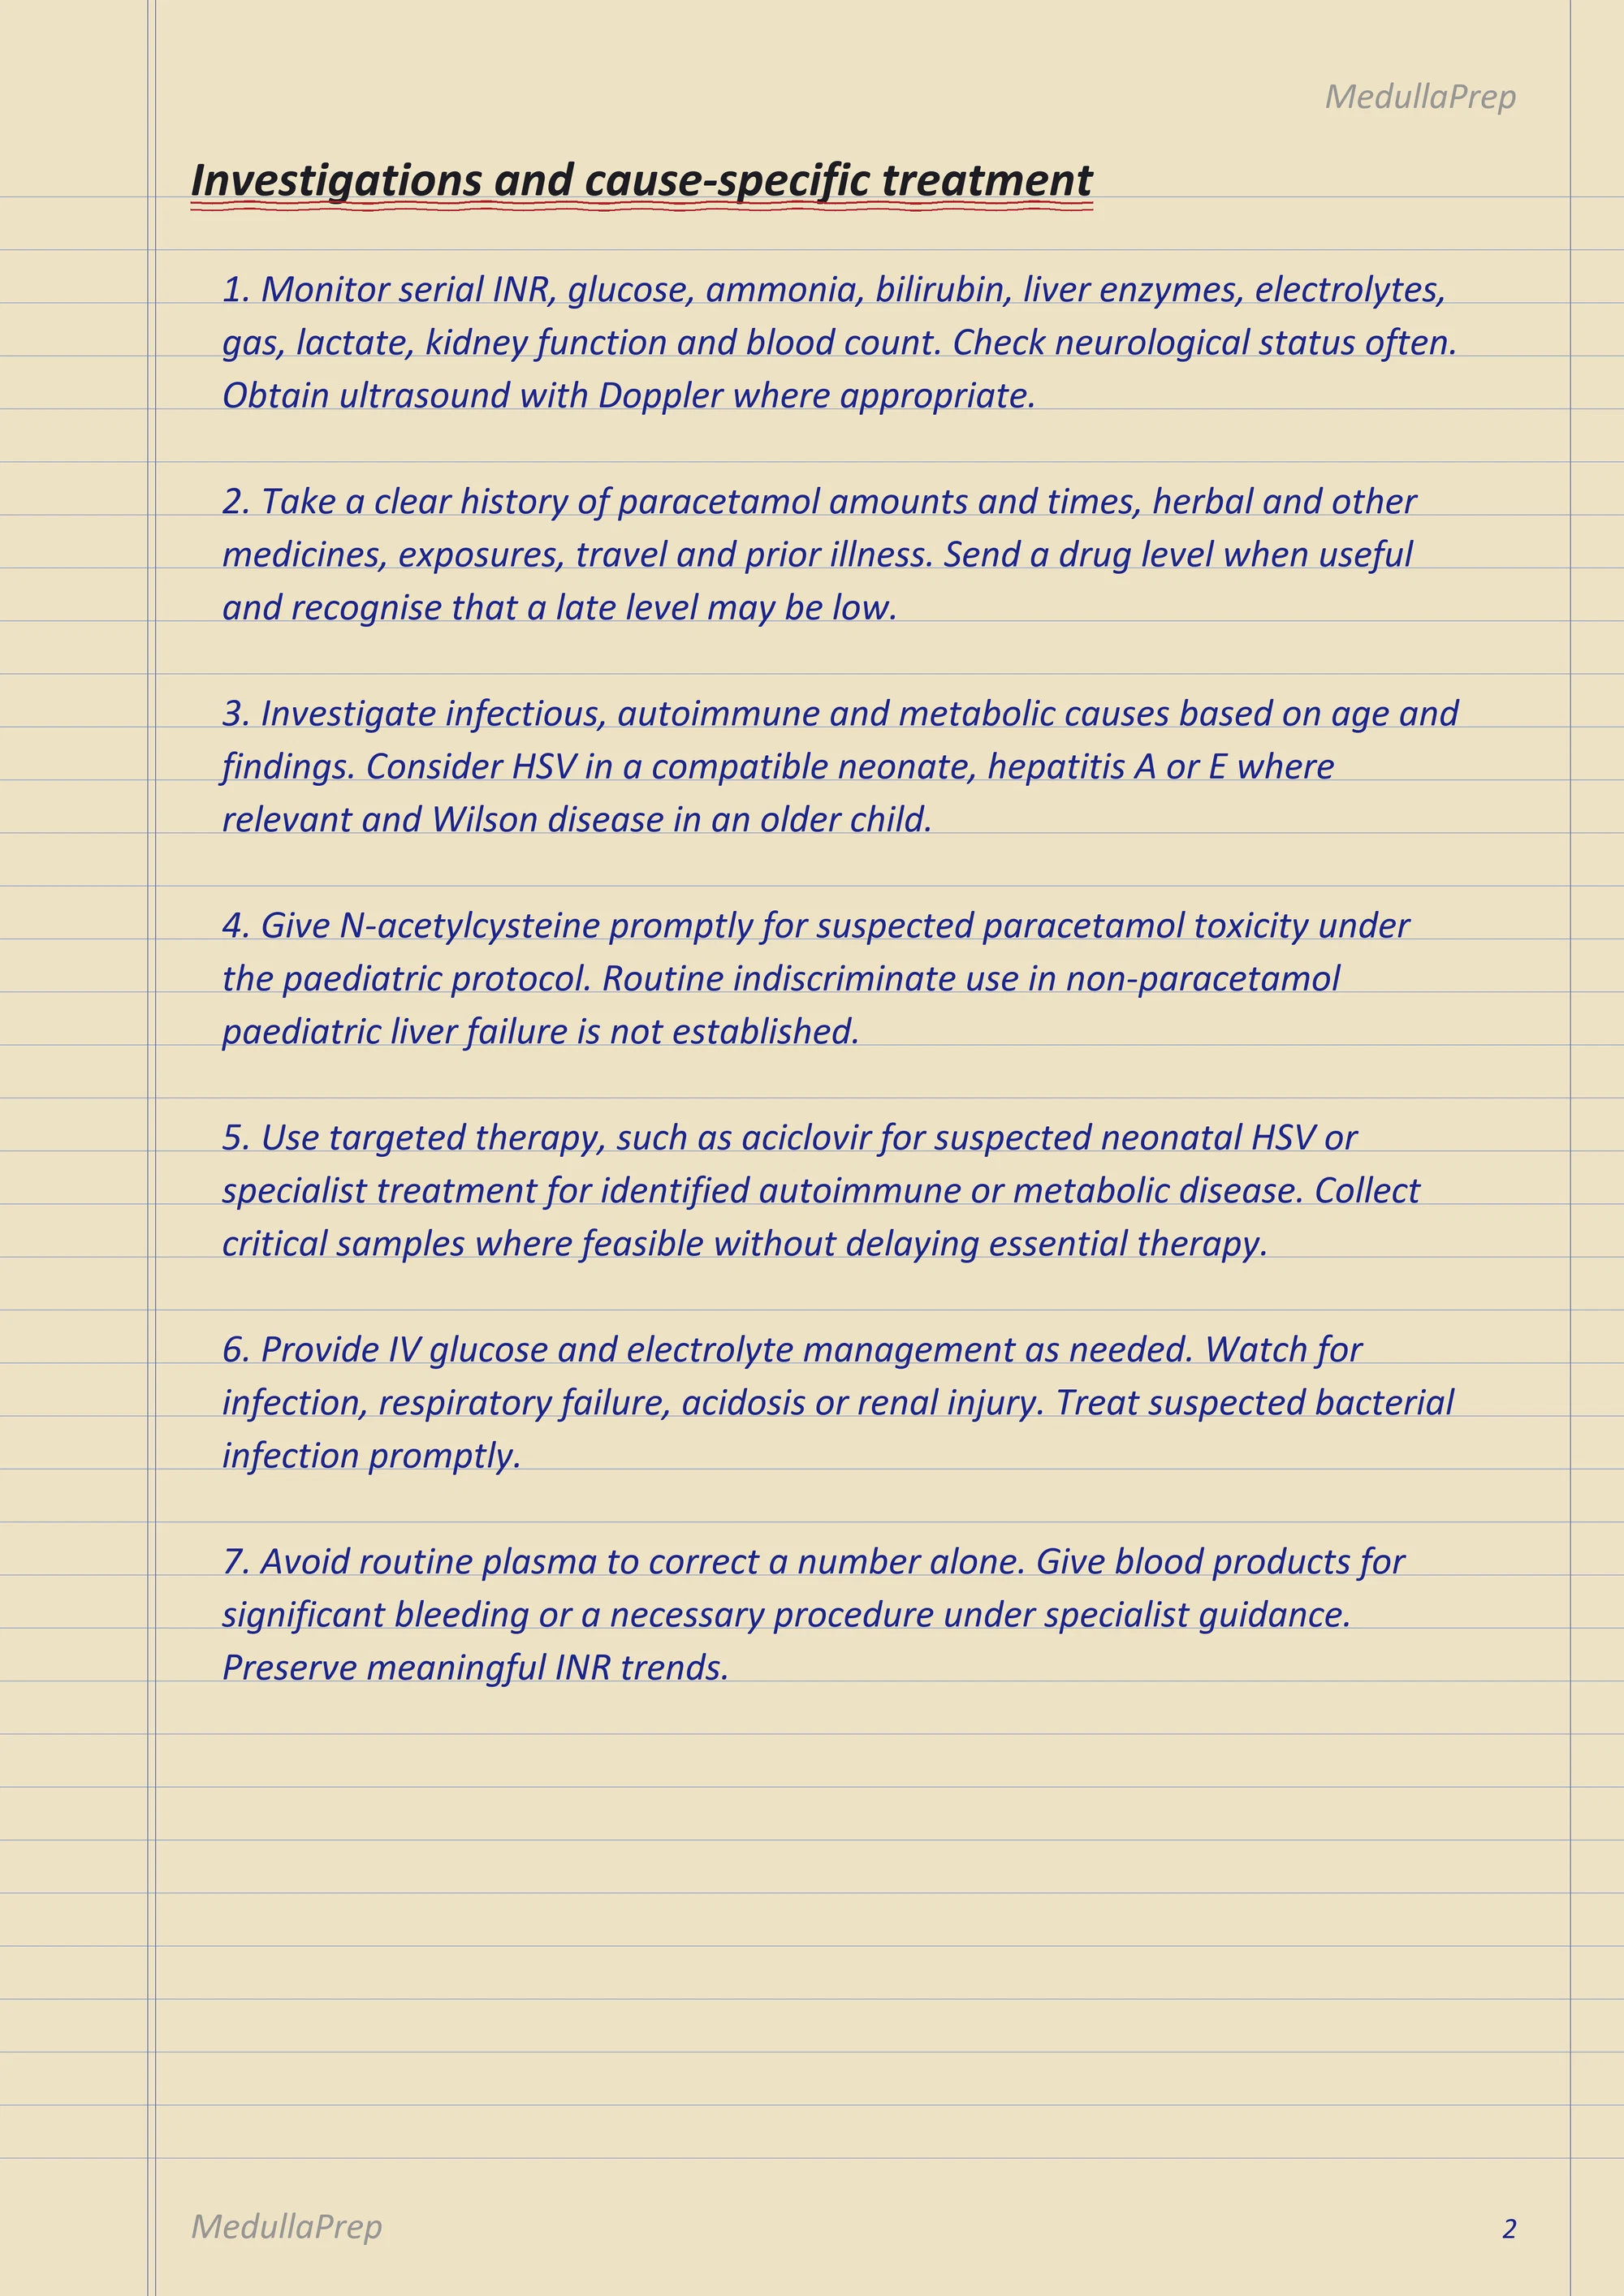 MedullaPrep
Investigations and cause-specific treatment
1. Monitor serial INR, glucose, ammonia, bilirubin, liver enzymes, electrolytes,
gas, lactate, kidney function and blood count. Check neurological status often.
Obtain ultrasound with Doppler where appropriate.
2. Take a clear history of paracetamol amounts and times, herbal and other
medicines, exposures, travel and prior illness. Send a drug level when useful
and recognise that a late level may be low.
3. Investigate infectious, autoimmune and metabolic causes based on age and
findings. Consider HSV in a compatible neonate, hepatitis A or E where
relevant and Wilson disease in an older child.
4. Give N-acetylcysteine promptly for suspected paracetamol toxicity under
the paediatric protocol. Routine indiscriminate use in non-paracetamol
paediatric liver failure is not established.
5. Use targeted therapy, such as aciclovir for suspected neonatal HSV or
specialist treatment for identified autoimmune or metabolic disease. Collect
critical samples where feasible without delaying essential therapy.
6. Provide IV glucose and electrolyte management as needed. Watch for
infection, respiratory failure, acidosis or renal injury. Treat suspected bacterial
infection promptly.
7. Avoid routine plasma to correct a number alone. Give blood products for
significant bleeding or a necessary procedure under specialist guidance.
Preserve meaningful INR trends.
MedullaPrep
2